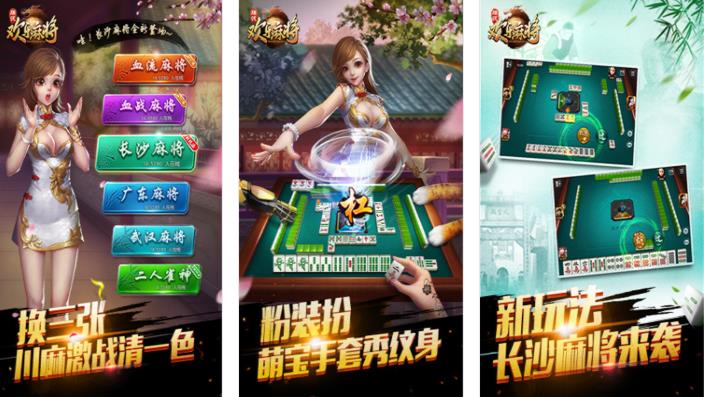 欢乐麻将
哇！长沙麻将全新登场～
血流麻将
血战麻将
长沙麻将
广东麻将
武汉麻将
二人雀神
换三张
川麻激战清一色
欢乐麻将
杠
粉装扮
萌宝手套秀纹身
欢乐麻将
新玩法
长沙麻将来袭